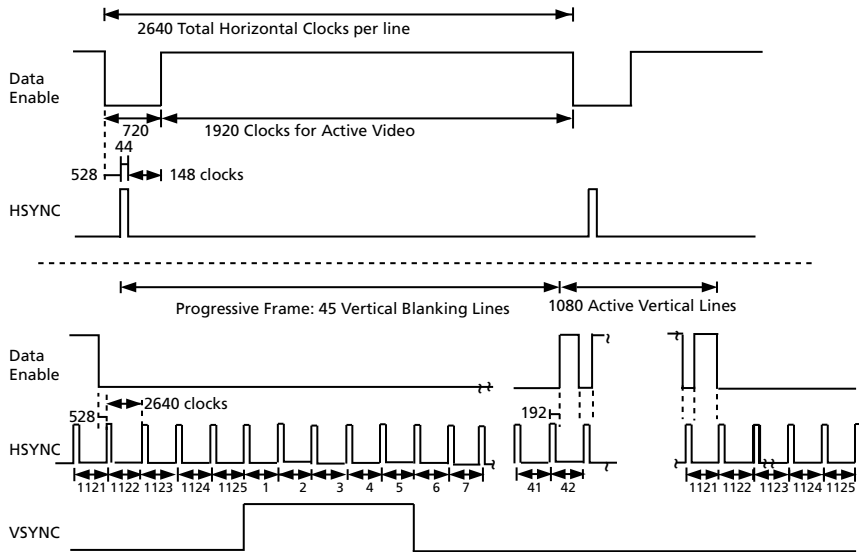 2640 Total Horizontal Clocks per line
Data
Enable
720
1920 Clocks for Active Video
44
528
148 clocks
HSYNC
Progressive Frame: 45 Vertical Blanking Lines
1080 Active Vertical Lines
Data
Enable
528
2640 clocks
192
HSYNC
1121 1122 1123 1124 1125 1 2 3 4 5 6 7 41 42 1121 1122 1123 1124 1125
VSYNC